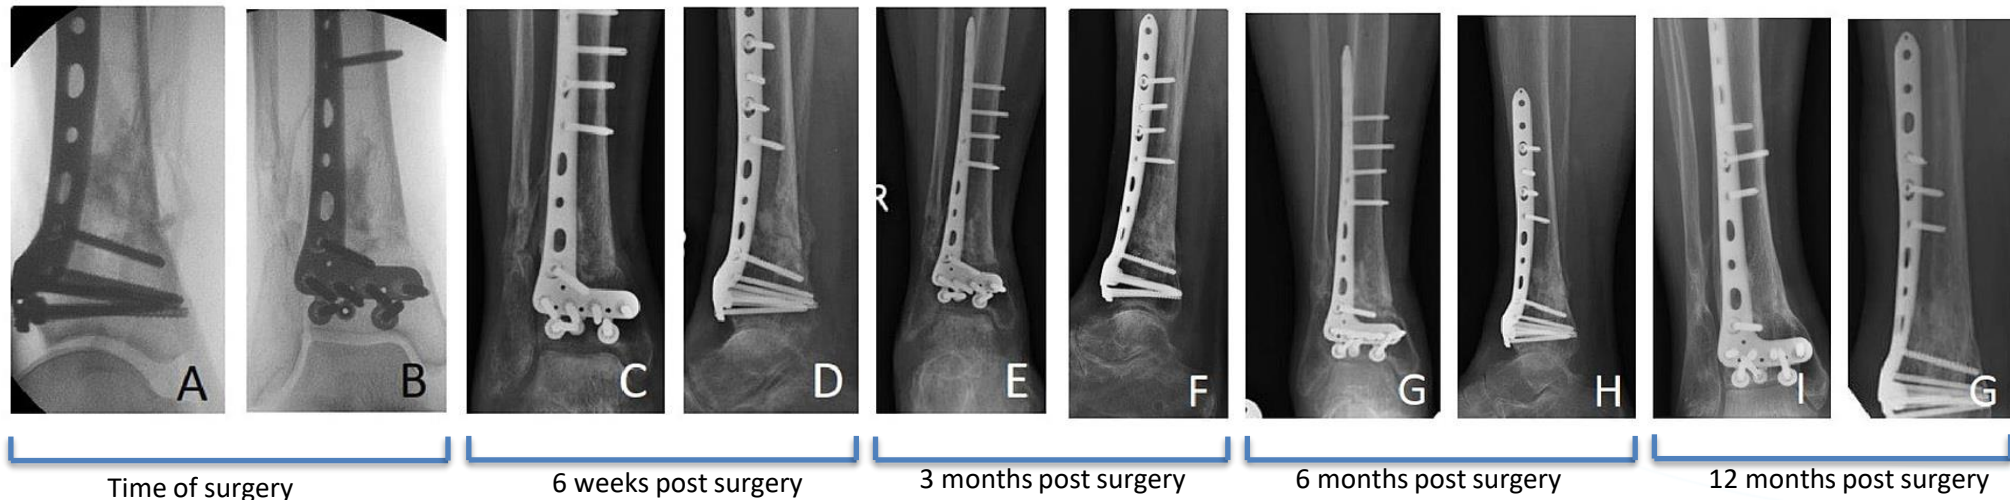 A
B
C
D
R
E
F
G
H
I
G
Time of surgery
6 weeks post surgery
3 months post surgery
6 months post surgery
12 months post surgery